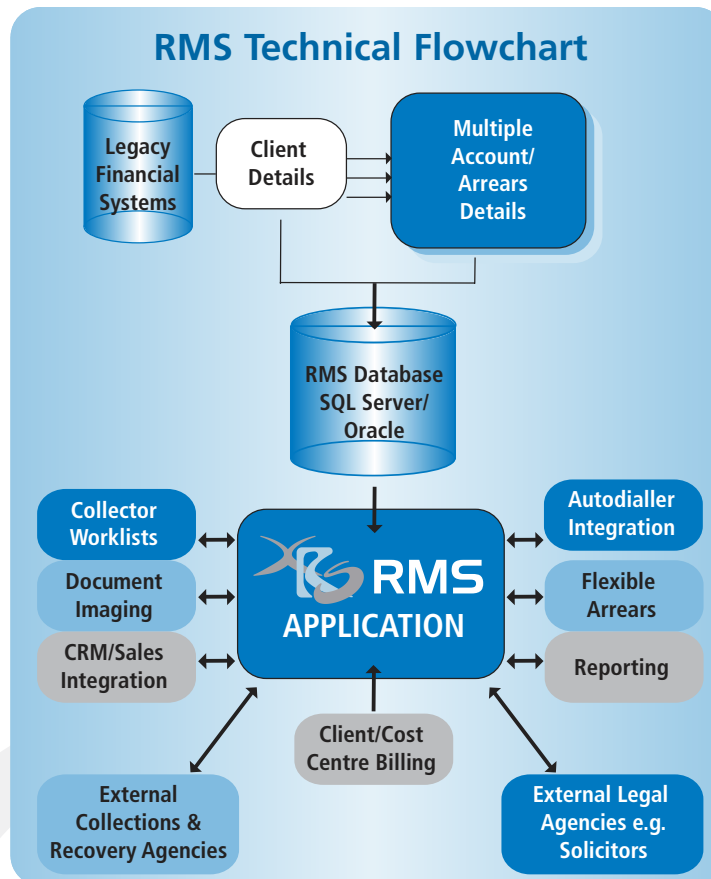 RMS Technical Flowchart
Legacy
Financial
Systems
Client
Details
Multiple
Account/
Arrears
Details
RMS Database
SQL Server/
Oracle
Collector
Worklists
Document
Imaging
CRM/Sales
Integration
RMS
APPLICATION
Autodialler
Integration
Flexible
Arrears
Reporting
Client/Cost
Centre Billing
External
Collections &
Recovery Agencies
External Legal
Agencies e.g.
Solicitors